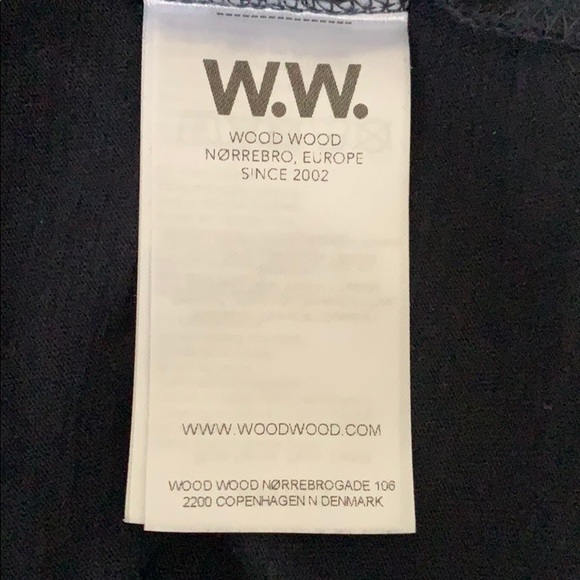 W.W.
WOOD WOOD
NØRREBRO, EUROPE
SINCE 2002
WWW.WOODWOOD.COM
WOOD WOOD NØRREBROGADE 106
2200 COPENHAGEN N DENMARK